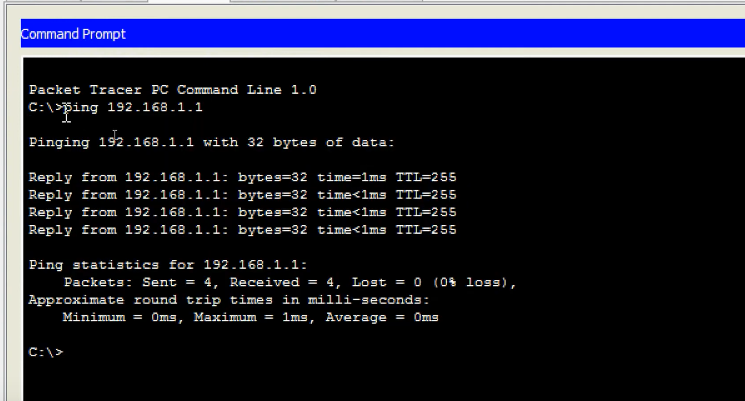 Command Prompt
Packet Tracer PC Command Line 1.0
C:\>ping 192.168.1.1
Pinging 192.168.1.1 with 32 bytes of data:
Reply from 192.168.1.1: bytes=32 time=1ms TTL=255
Reply from 192.168.1.1: bytes=32 time<1ms TTL=255
Reply from 192.168.1.1: bytes=32 time<1ms TTL=255
Reply from 192.168.1.1: bytes=32 time<1ms TTL=255
Ping statistics for 192.168.1.1:
Packets: Sent = 4, Received = 4, Lost = 0 (0% loss),
Approximate round trip times in milli-seconds:
Minimum = 0ms, Maximum = 1ms, Average = 0ms
C:\>